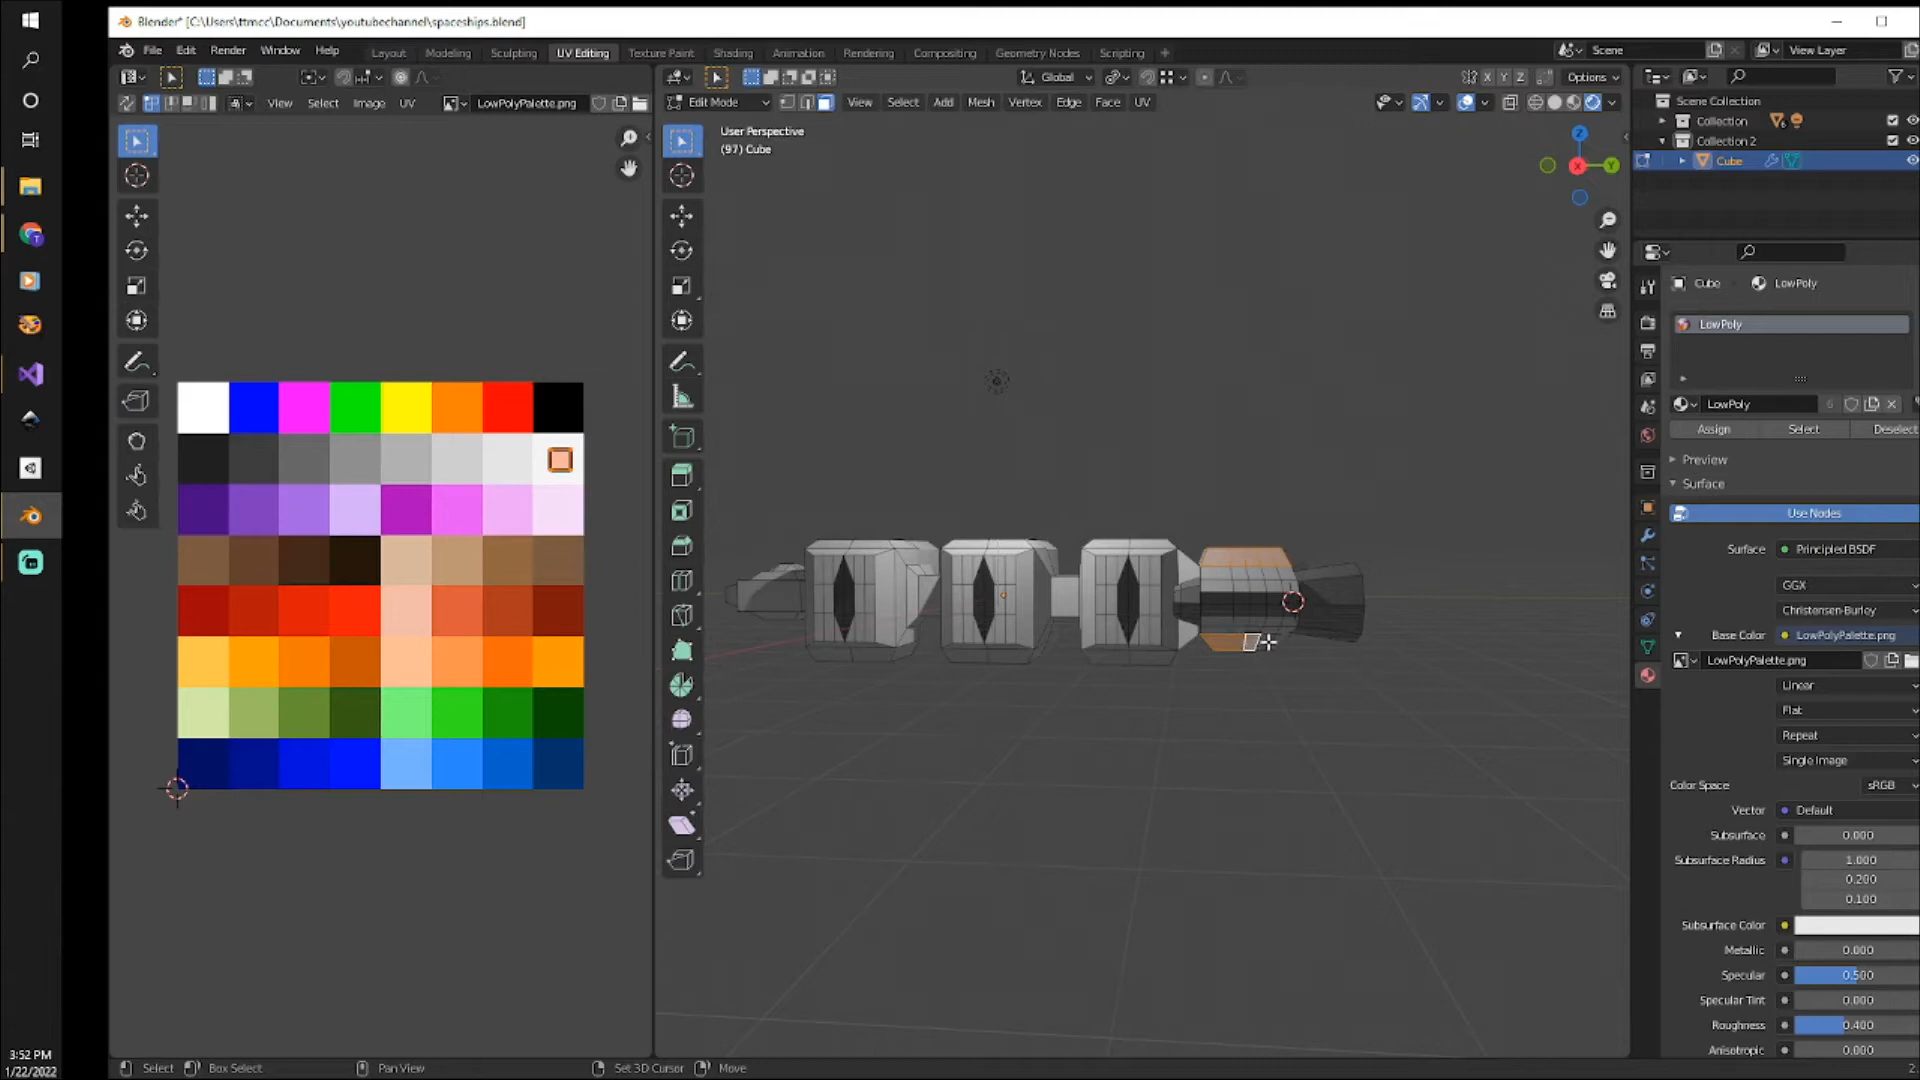 Blender* [C:\Users\ttmcc\Documents\youtubechannel\spaceships.blend]
File Edit Render Window Help Layout Modeling Sculpting UV Editing Texture Paint Shading Animation Rendering Compositing Geometry Nodes Scripting + Scene View Layer
Global X Y Z Options
View Select Image UV LowPolyPalette.png Edit Mode View Select Add Mesh Vertex Edge Face UV
Scene Collection
Collection 6
Collection 2
Cube
User Perspective
(97) Cube
Z
X Y
Cube LowPoly
LowPoly
LowPoly 6
Assign Select Deselect
Preview
Surface
Use Nodes
Surface Principled BSDF
GGX
Christensen-Burley
Base Color LowPolyPalette.png
LowPolyPalette.png
Linear
Flat
Repeat
Single Image
Color Space sRGB
Vector Default
Subsurface 0.000
Subsurface Radius 1.000
0.200
0.100
Subsurface Color
Metallic 0.000
Specular 0.500
Specular Tint 0.000
Roughness 0.400
Anisotropic 0.000
Select Box Select Pan View Set 3D Cursor Move 2.
3:52 PM
1/22/2022